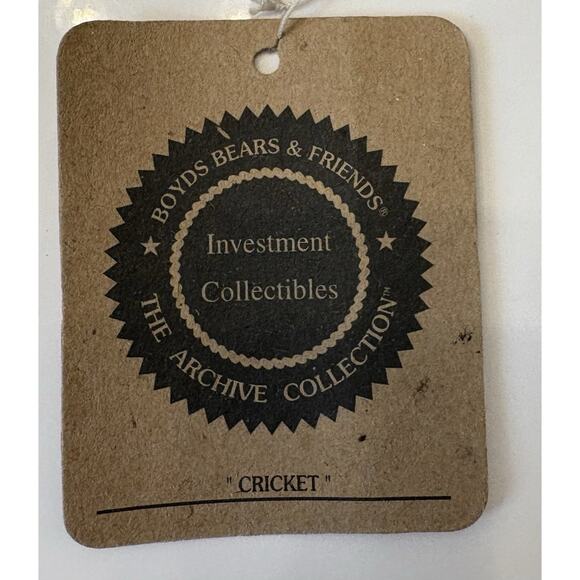 BOYDS BEARS & FRIENDS®
Investment
Collectibles
THE ARCHIVE COLLECTION™
" CRICKET "